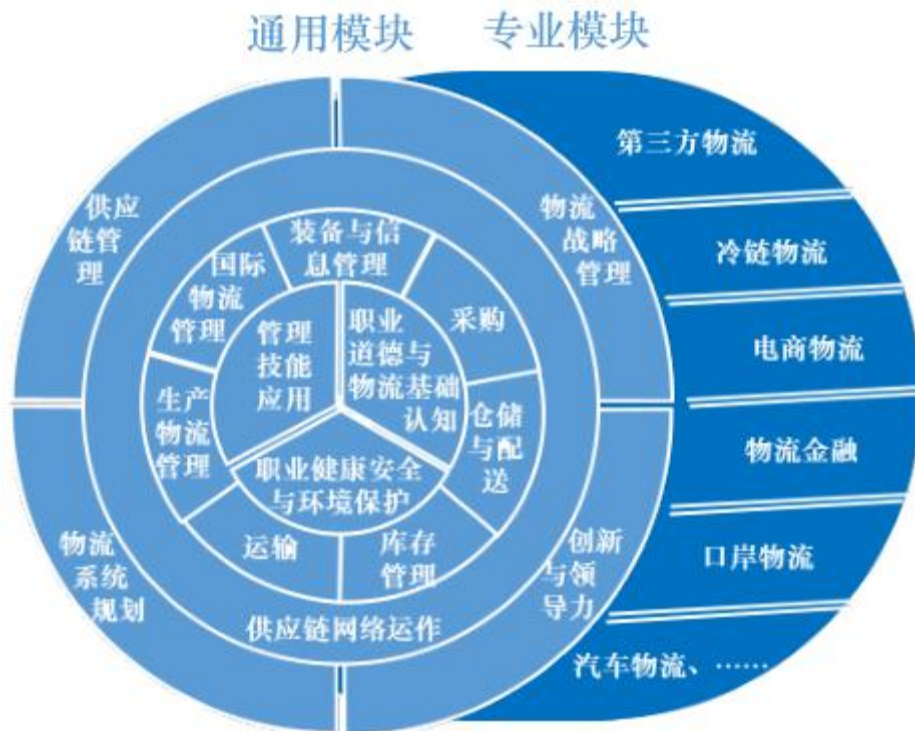 通用模块
专业模块
供应
链管
理
物流
战略
管理
物流
系统
规划
创新
与领
导力
供应链网络运作
装备与信
息管理
国际
物流
管理
采购
生产
物流
管理
仓储
与配
送
运输
库存
管理
管理
技能
应用
职业
道德与
物流基础
认知
职业健康安全
与环境保护
第三方物流
冷链物流
电商物流
物流金融
口岸物流
汽车物流、……